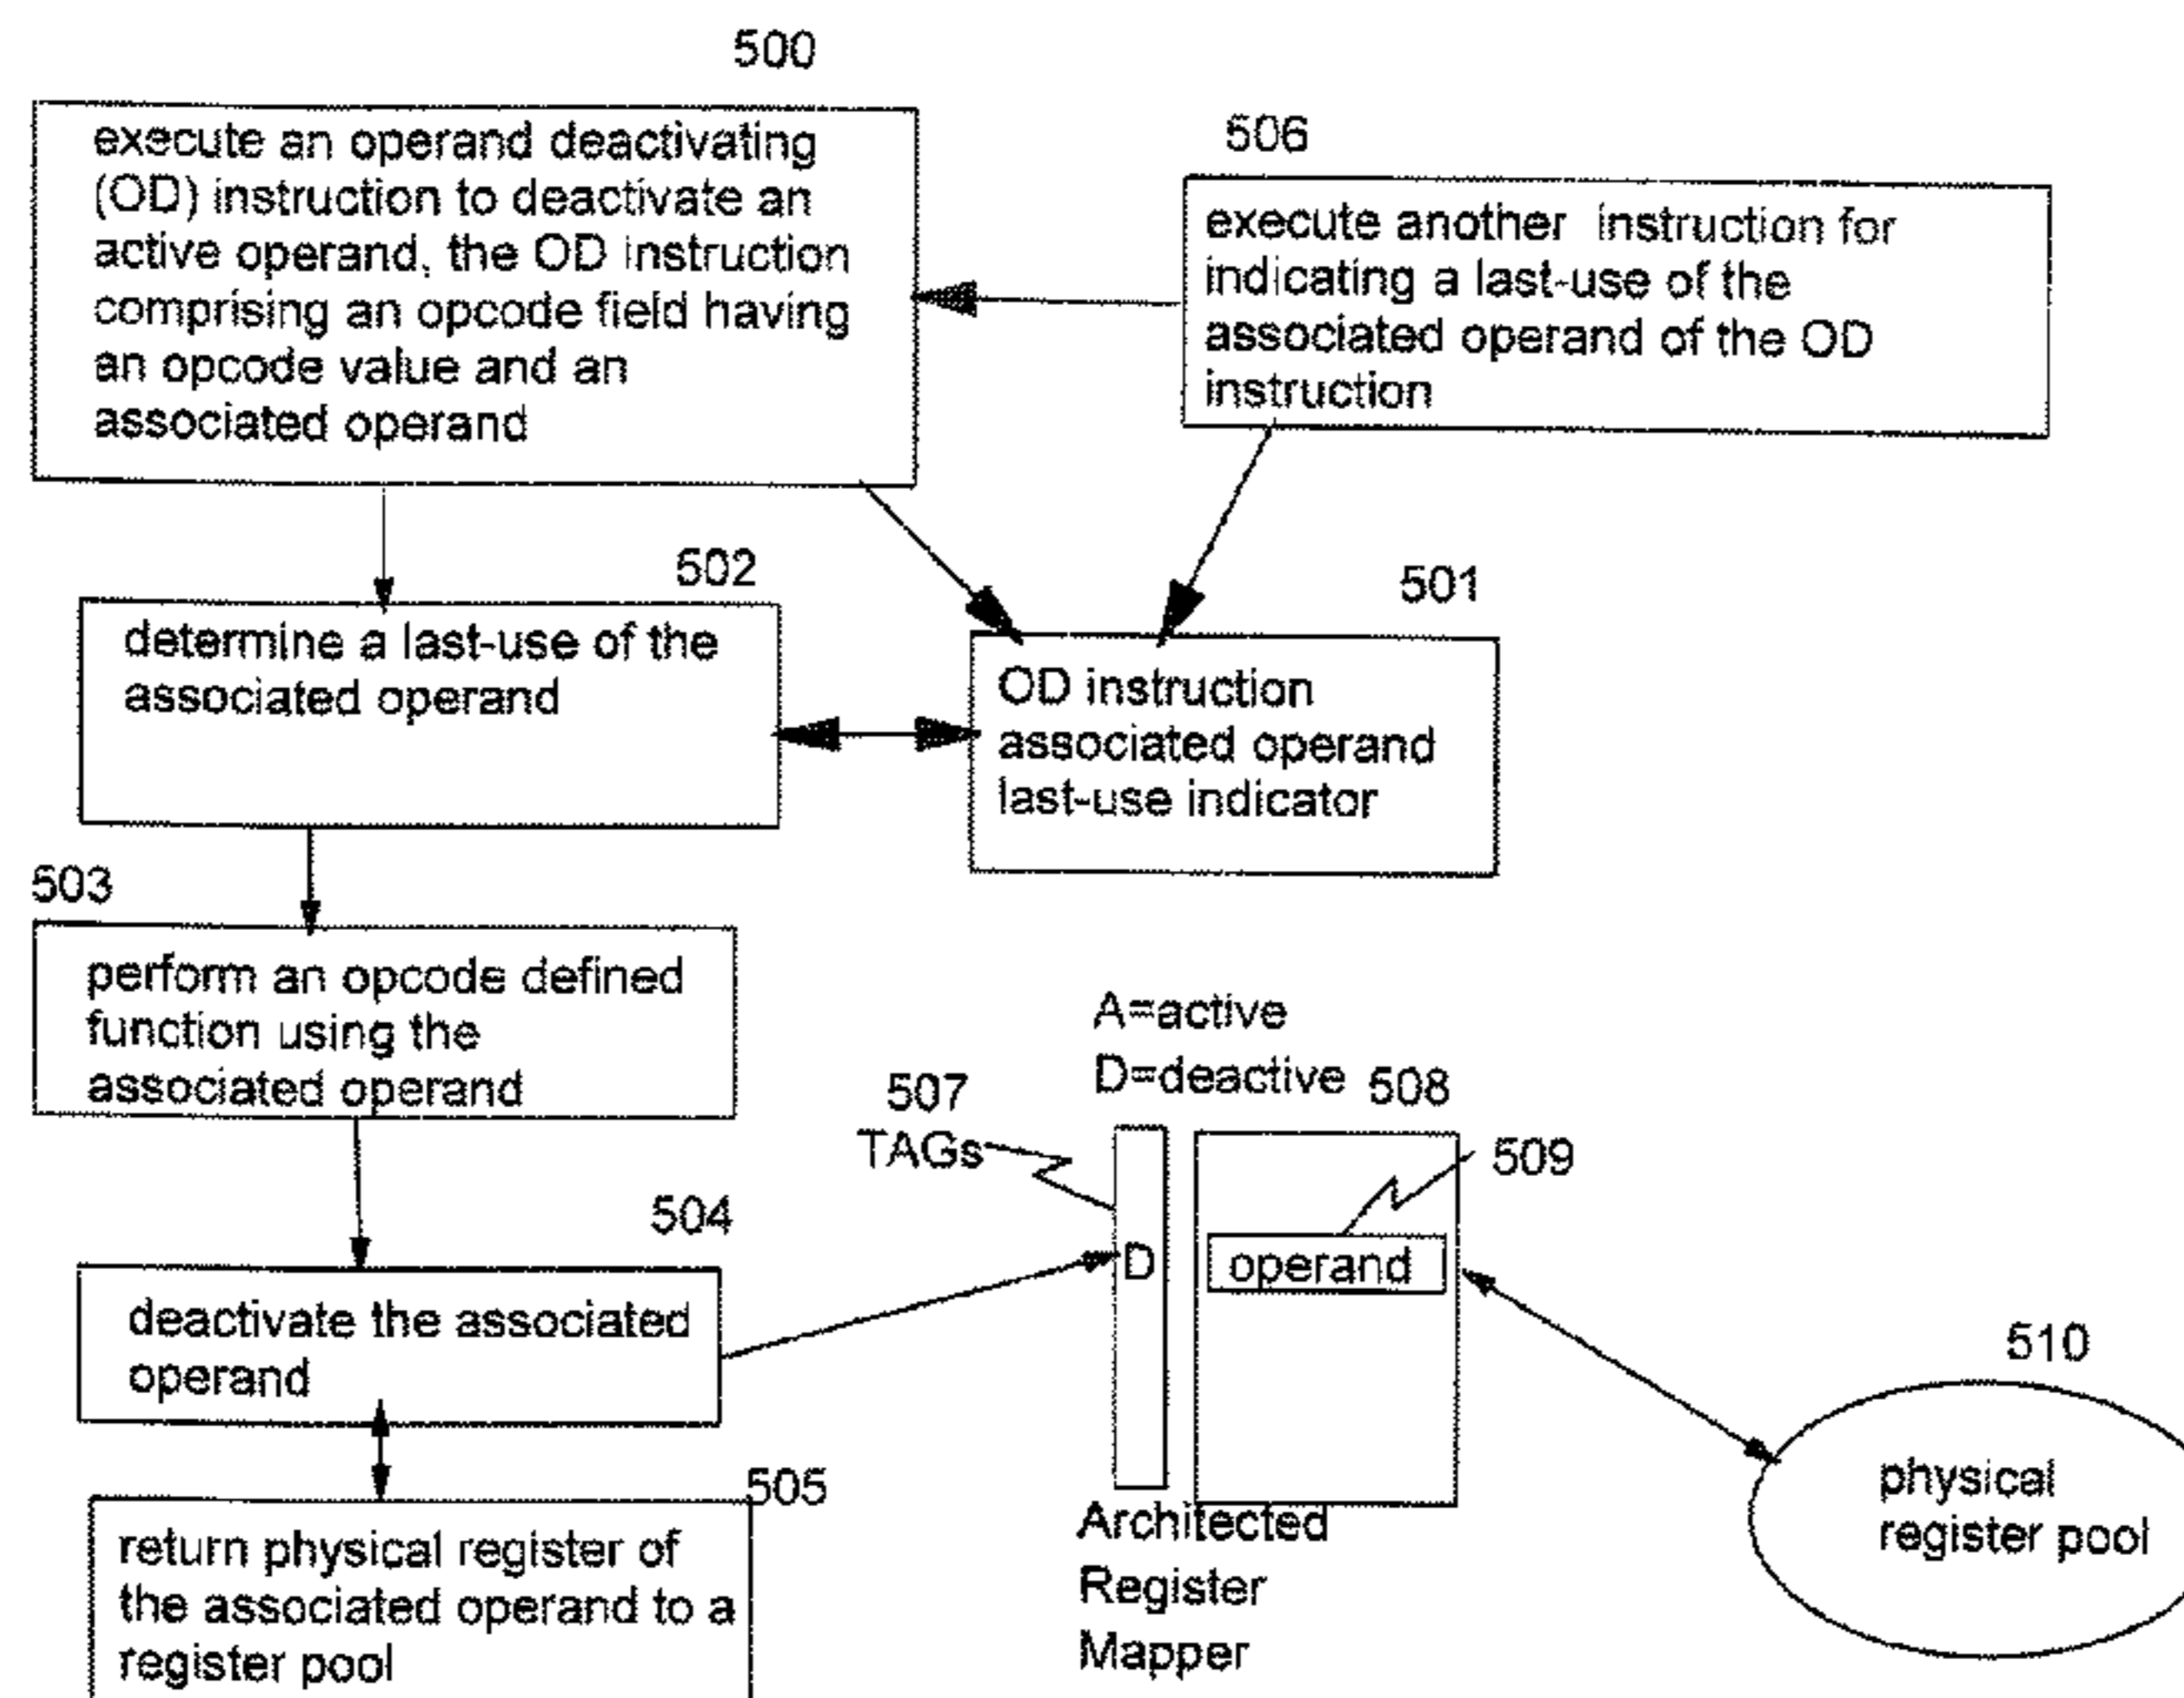 500
execute an operand deactivating
(OD) instruction to deactivate an
active operand, the OD instruction
comprising an opcode field having
an opcode value and an
associated operand
506
execute another instruction for
indicating a last-use of the
associated operand of the OD
instruction
502
determine a last-use of the
associated operand
501
OD instruction
associated operand
last-use indicator
503
perform an opcode defined
function using the
associated operand
A=active
D=deactive
507
TAGs
508
509
D
operand
504
deactivate the associated
operand
510
physical
register pool
505
return physical register of
the associated operand to a
register pool
Architected
Register
Mapper